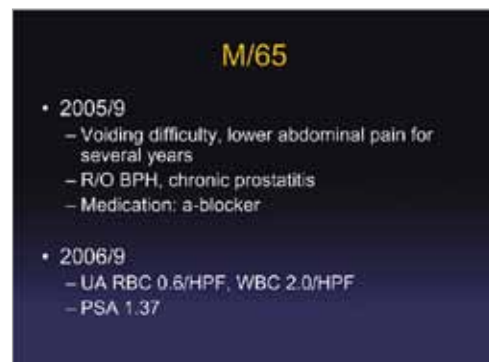 M/65
• 2005/9
– Voiding difficulty, lower abdominal pain for
several years
– R/O BPH, chronic prostatitis
– Medication: a-blocker
• 2006/9
– UA RBC 0.6/HPF, WBC 2.0/HPF
– PSA 1.37